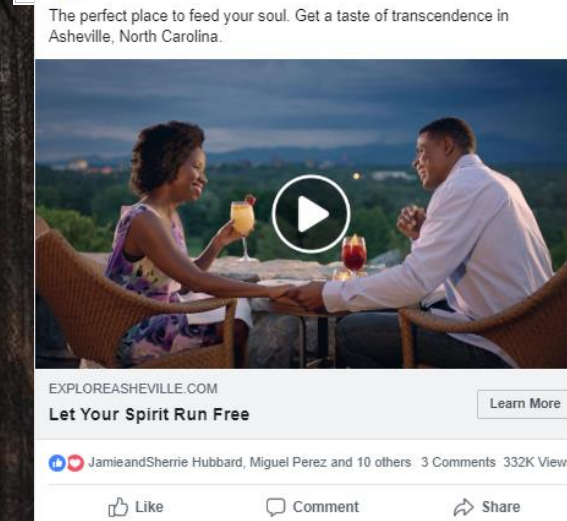 The perfect place to feed your soul. Get a taste of transcendence in
Asheville, North Carolina.
EXPLOREASHEVILLE.COM
Let Your Spirit Run Free
Learn More
JamieandSherrie Hubbard, Miguel Perez and 10 others 3 Comments 332K View
Like Comment Share